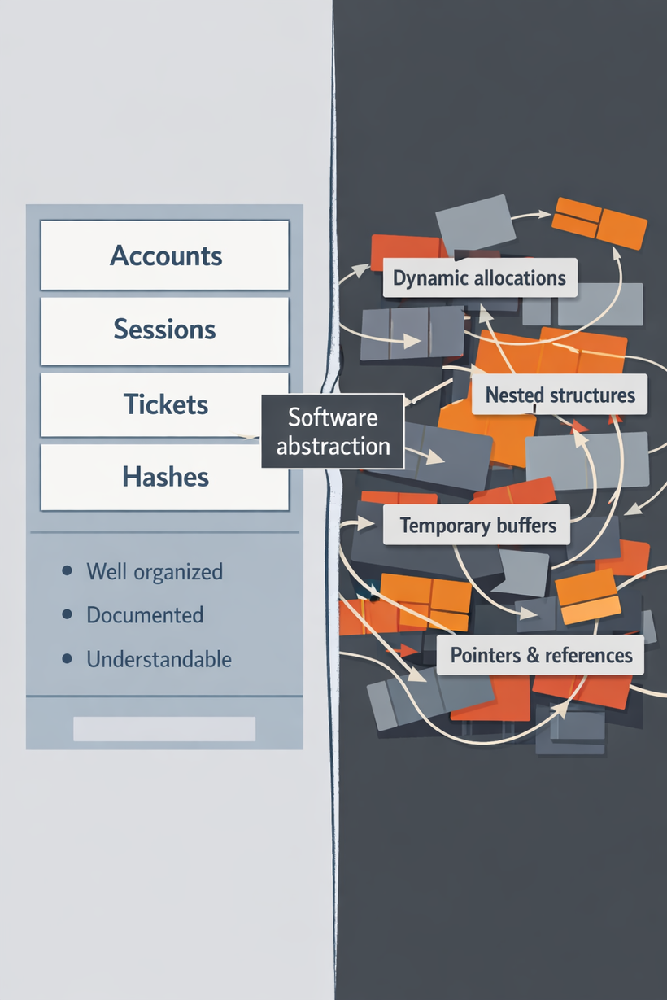 Accounts
Sessions
Tickets
Hashes
Well organized
Documented
Understandable
Software
abstraction
Dynamic allocations
Nested structures
Temporary buffers
Pointers & references